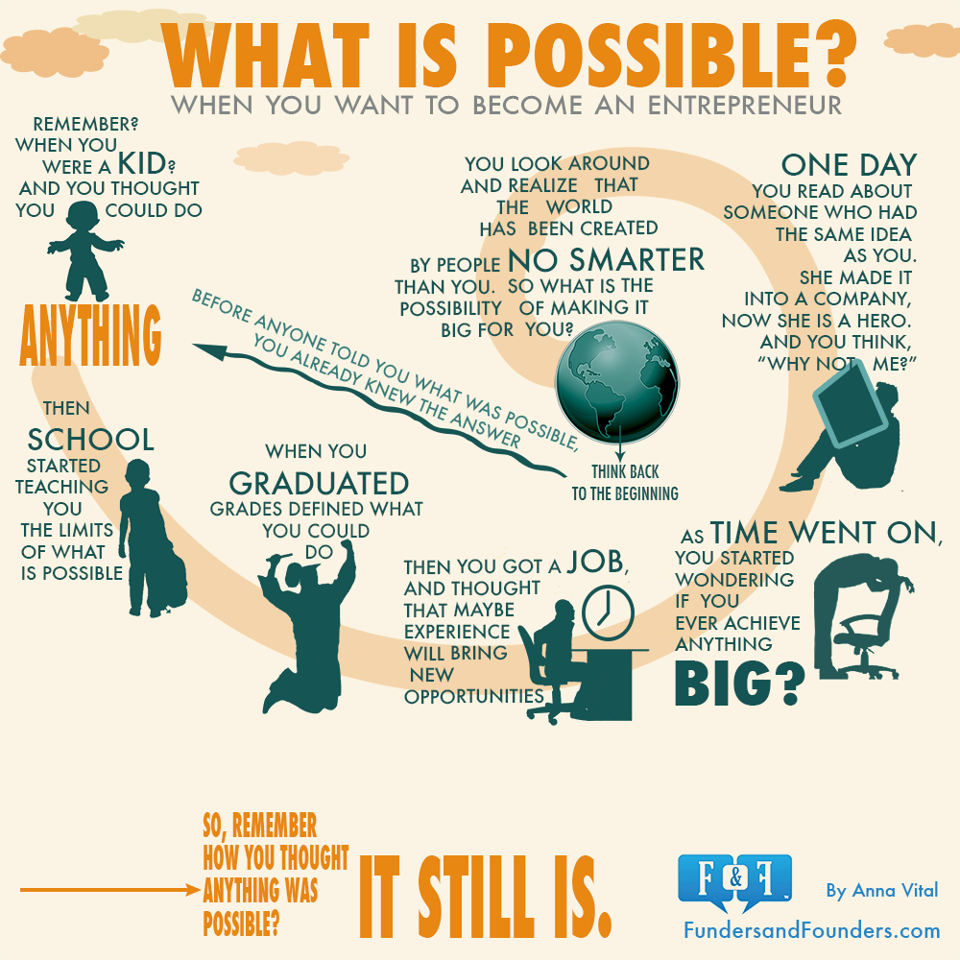 WHAT IS POSSIBLE?
WHEN YOU WANT TO BECOME AN ENTREPRENEUR
REMEMBER?
WHEN YOU
WERE A KID?
AND YOU THOUGHT
YOU COULD DO
ANYTHING
THEN
SCHOOL
STARTED
TEACHING
YOU
THE LIMITS
OF WHAT
IS POSSIBLE
WHEN YOU
GRADUATED
GRADES DEFINED WHAT
YOU COULD
DO
THEN YOU GOT A JOB,
AND THOUGHT
THAT MAYBE
EXPERIENCE
WILL BRING
NEW
OPPORTUNITIES
AS TIME WENT ON,
YOU STARTED
WONDERING
IF YOU
EVER ACHIEVE
ANYTHING
BIG?
ONE DAY
YOU READ ABOUT
SOMEONE WHO HAD
THE SAME IDEA
AS YOU.
SHE MADE IT
INTO A COMPANY,
NOW SHE IS A HERO.
AND YOU THINK,
“WHY NOT ME?”
YOU LOOK AROUND
AND REALIZE THAT
THE WORLD
HAS BEEN CREATED
BY PEOPLE NO SMARTER
THAN YOU. SO WHAT IS THE
POSSIBILITY OF MAKING IT
BIG FOR YOU?
THINK BACK
TO THE BEGINNING
BEFORE ANYONE TOLD YOU WHAT WAS POSSIBLE,
YOU ALREADY KNEW THE ANSWER
SO, REMEMBER
HOW YOU THOUGHT
ANYTHING WAS
POSSIBLE?
IT STILL IS.
F&F
By Anna Vital
FundersandFounders.com